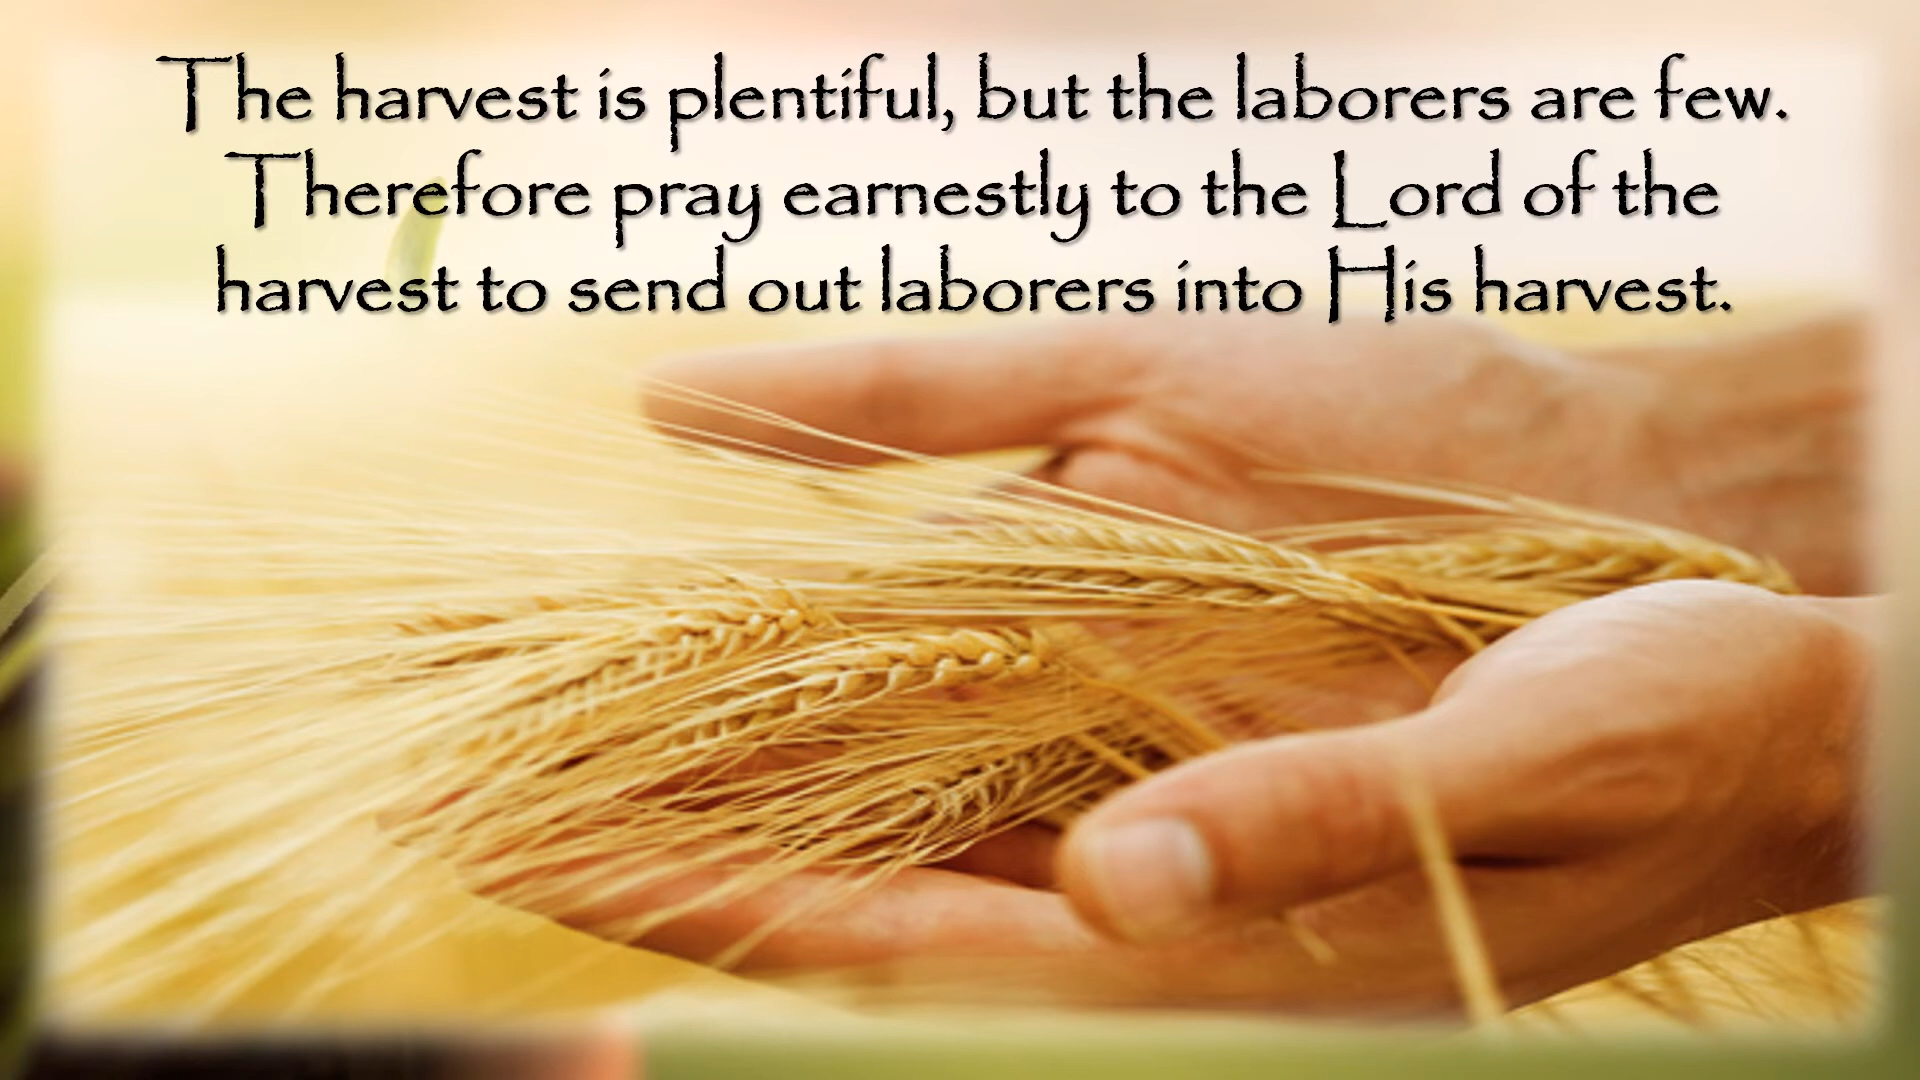 The harvest is plentiful, but the laborers are few.
Therefore pray earnestly to the Lord of the
harvest to send out laborers into His harvest.